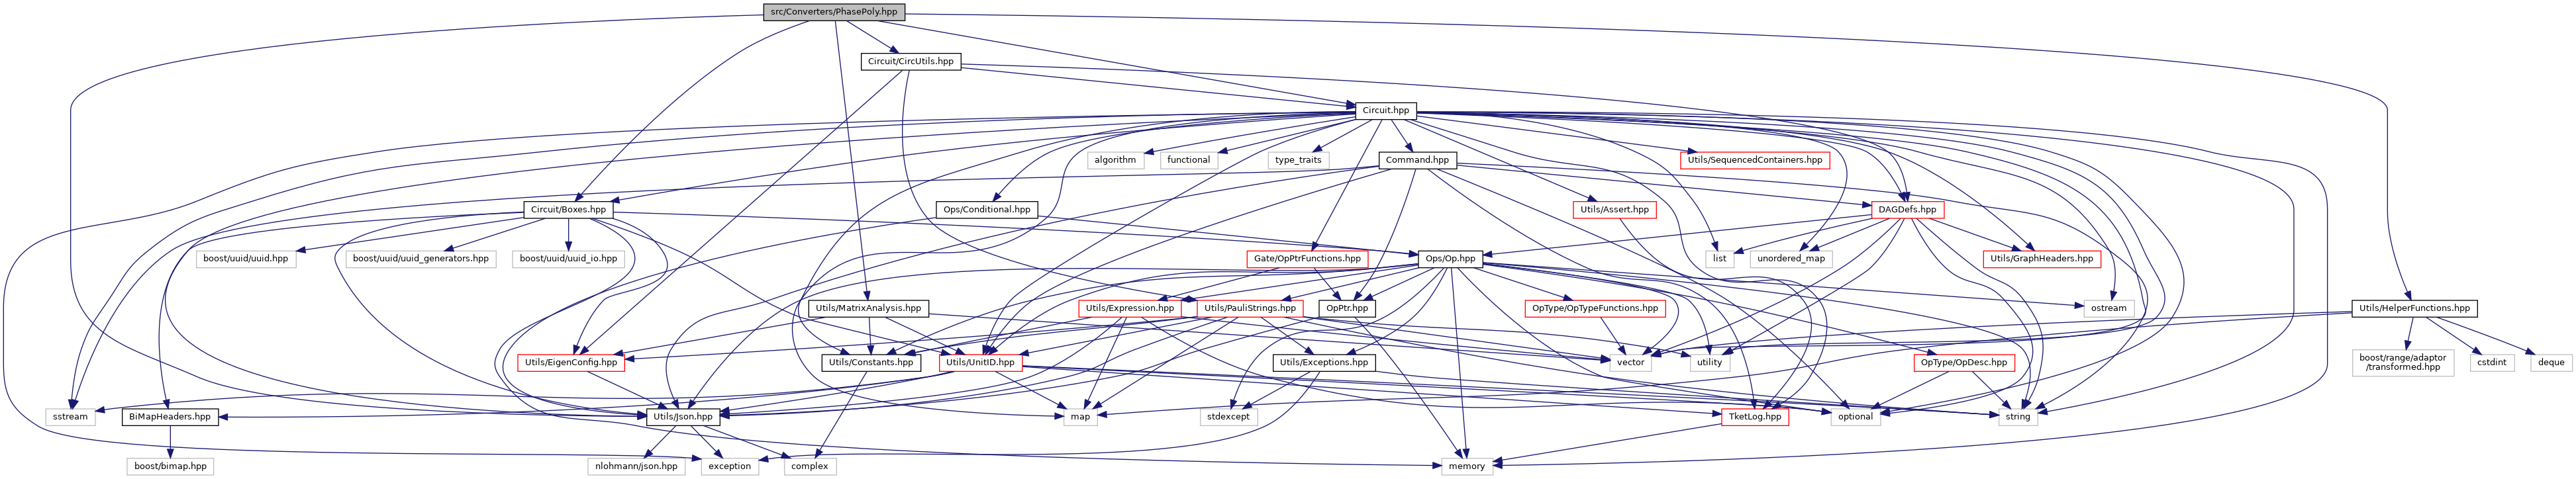 src/Converters/PhasePoly.hpp
Circuit/CircUtils.hpp
Circuit.hpp
algorithm
functional
type_traits
Command.hpp
Utils/SequencedContainers.hpp
Circuit/Boxes.hpp
Ops/Conditional.hpp
Utils/Assert.hpp
DAGDefs.hpp
boost/uuid/uuid.hpp
boost/uuid/uuid_generators.hpp
boost/uuid/uuid_io.hpp
Gate/OpPtrFunctions.hpp
Ops/Op.hpp
list
unordered_map
Utils/GraphHeaders.hpp
Utils/MatrixAnalysis.hpp
Utils/Expression.hpp
Utils/PauliStrings.hpp
OpPtr.hpp
OpType/OpTypeFunctions.hpp
ostream
Utils/HelperFunctions.hpp
Utils/EigenConfig.hpp
Utils/Constants.hpp
Utils/UnitID.hpp
Utils/Exceptions.hpp
vector
utility
OpType/OpDesc.hpp
boost/range/adaptor
/transformed.hpp
cstdint
deque
sstream
BiMapHeaders.hpp
Utils/Json.hpp
map
stdexcept
TketLog.hpp
optional
string
boost/bimap.hpp
nlohmann/json.hpp
exception
complex
memory